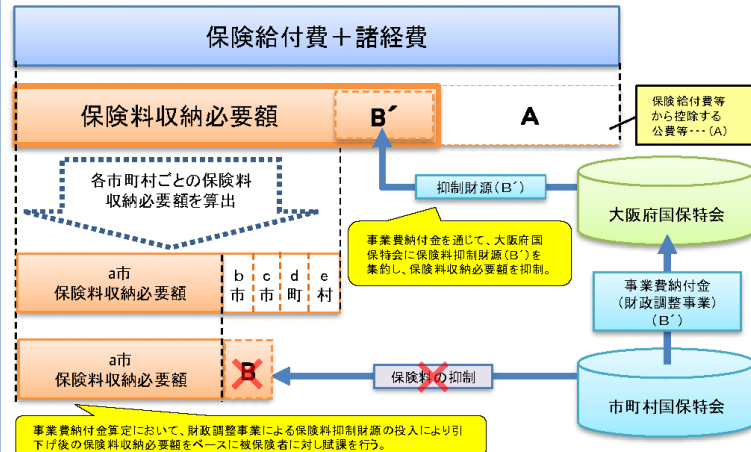 保険給付費＋諸経費
保険料収納必要額
B´
A
保険給付費等
から控除する
公費等･･･(A)
各市町村ごとの保険料
収納必要額を算出
抑制財源(B´)
大阪府国保特会
事業費納付金を通じて、大阪府国
保特会に保険料抑制財源(B´)を
集約し、保険料収納必要額を抑制。
a市
保険料収納必要額
b
市
c
市
d
町
e
村
事業費納付金
(財政調整事業)
(B´)
a市
保険料収納必要額
B
保険料の抑制
市町村国保特会
事業費納付金算定において、財政調整事業による保険料抑制財源の投入により引
下げ後の保険料収納必要額をベースに被保険者に対し賦課を行う。